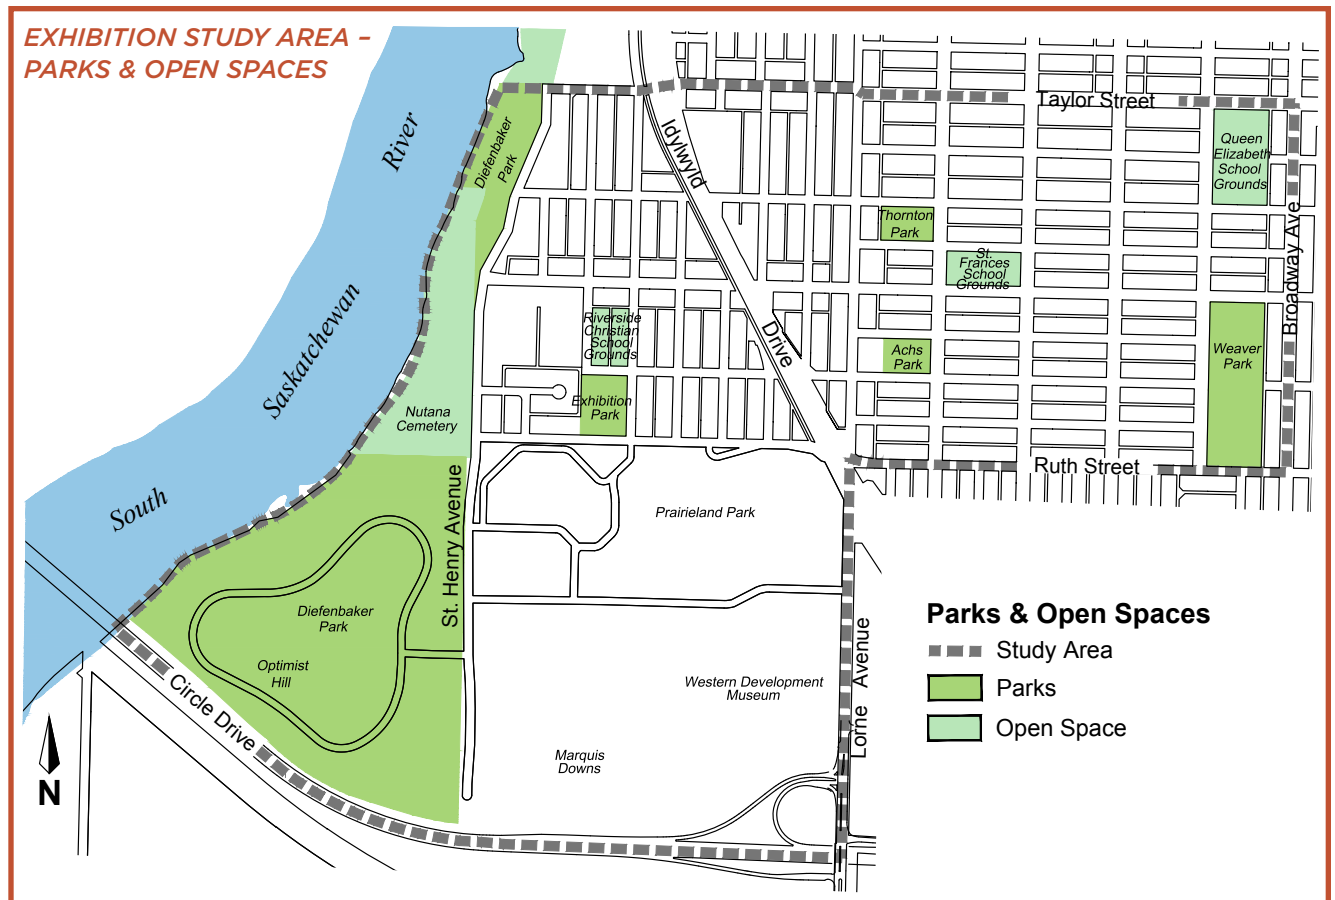 EXHIBITION STUDY AREA –
PARKS & OPEN SPACES
Taylor Street
River
Idylwyld
Diefenbaker
Park
Queen
Elizabeth
School
Grounds
Thornton
Park
Broadway Ave
St.
Frances
School
Grounds
Saskatchewan
Riverside
Christian
School
Grounds
Drive
Achs
Park
Weaver
Park
Exhibition
Park
Nutana
Cemetery
Ruth Street
South
St. Henry Avenue
Prairieland Park
Diefenbaker
Park
Optimist
Hill
Circle Drive
Western Development
Museum
Lorne Avenue
Marquis
Downs
Parks & Open Spaces
Study Area
Parks
Open Space
N